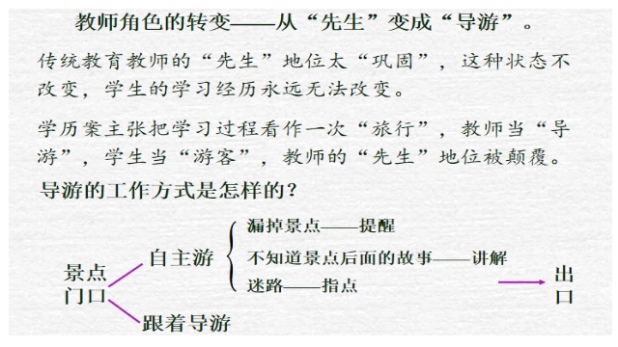 教师角色的转变——从“先生”变成“导游”。
传统教育教师的“先生”地位太“巩固”，这种状态不
改变，学生的学习经历永远无法改变。
学历案主张把学习过程看作一次“旅行”，教师当“导
游”，学生当“游客”，教师的“先生”地位被颠覆。
导游的工作方式是怎样的？
景点
门口
自主游
漏掉景点——提醒
不知道景点后面的故事——讲解
迷路——指点
跟着导游
出
口